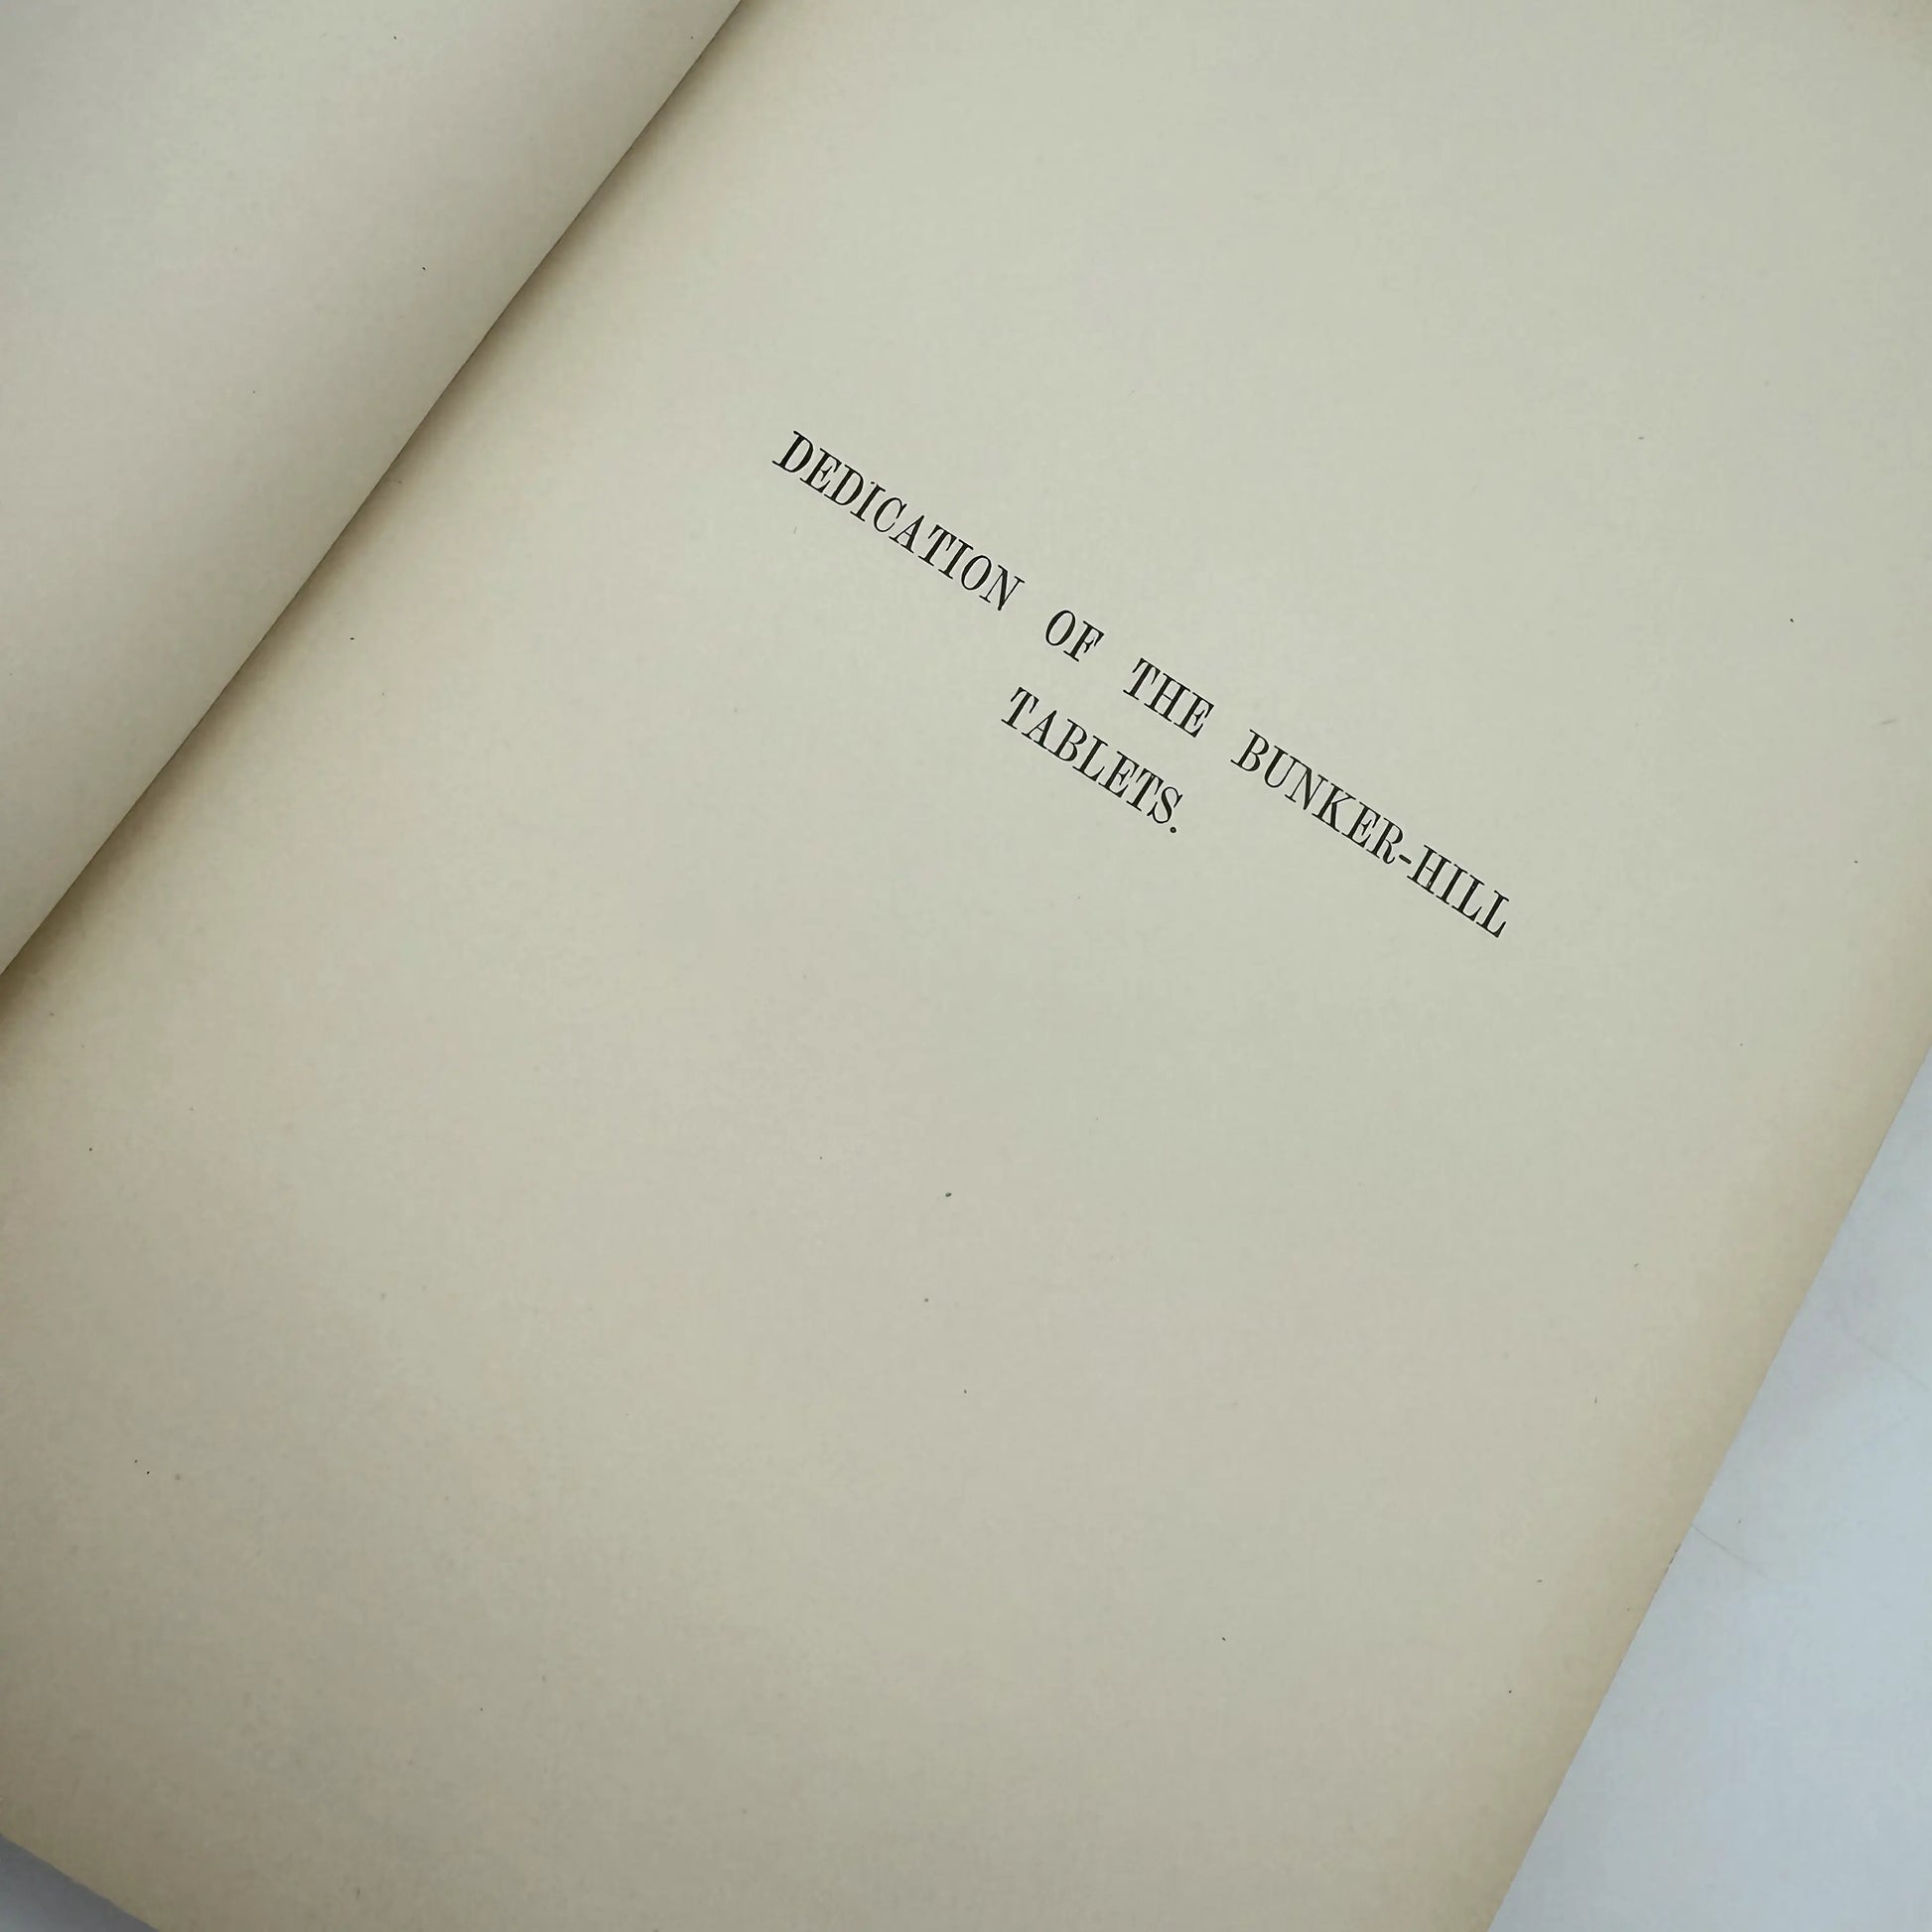 DEDICATION OF THE BUNKER-HILL
TABLETS.